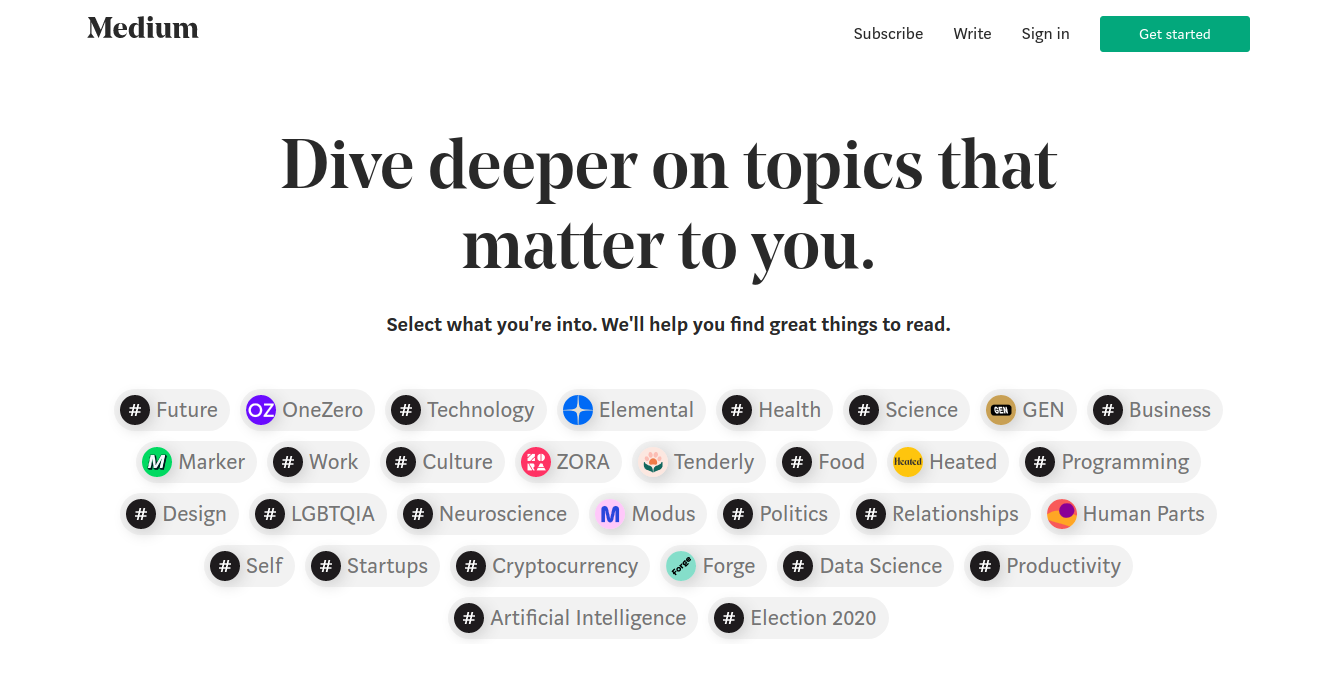 Medium Subscribe Write Sign in Get started
Dive deeper on topics that
matter to you.
Select what you're into. We'll help you find great things to read.
# Future OZ OneZero # Technology Elemental # Health # Science GEN GEN # Business
M Marker # Work # Culture ZORA ZORA Tenderly # Food Heated Heated # Programming
# Design # LGBTQIA # Neuroscience M Modus # Politics # Relationships Human Parts
# Self # Startups # Cryptocurrency Forge Forge # Data Science # Productivity
# Artificial Intelligence # Election 2020